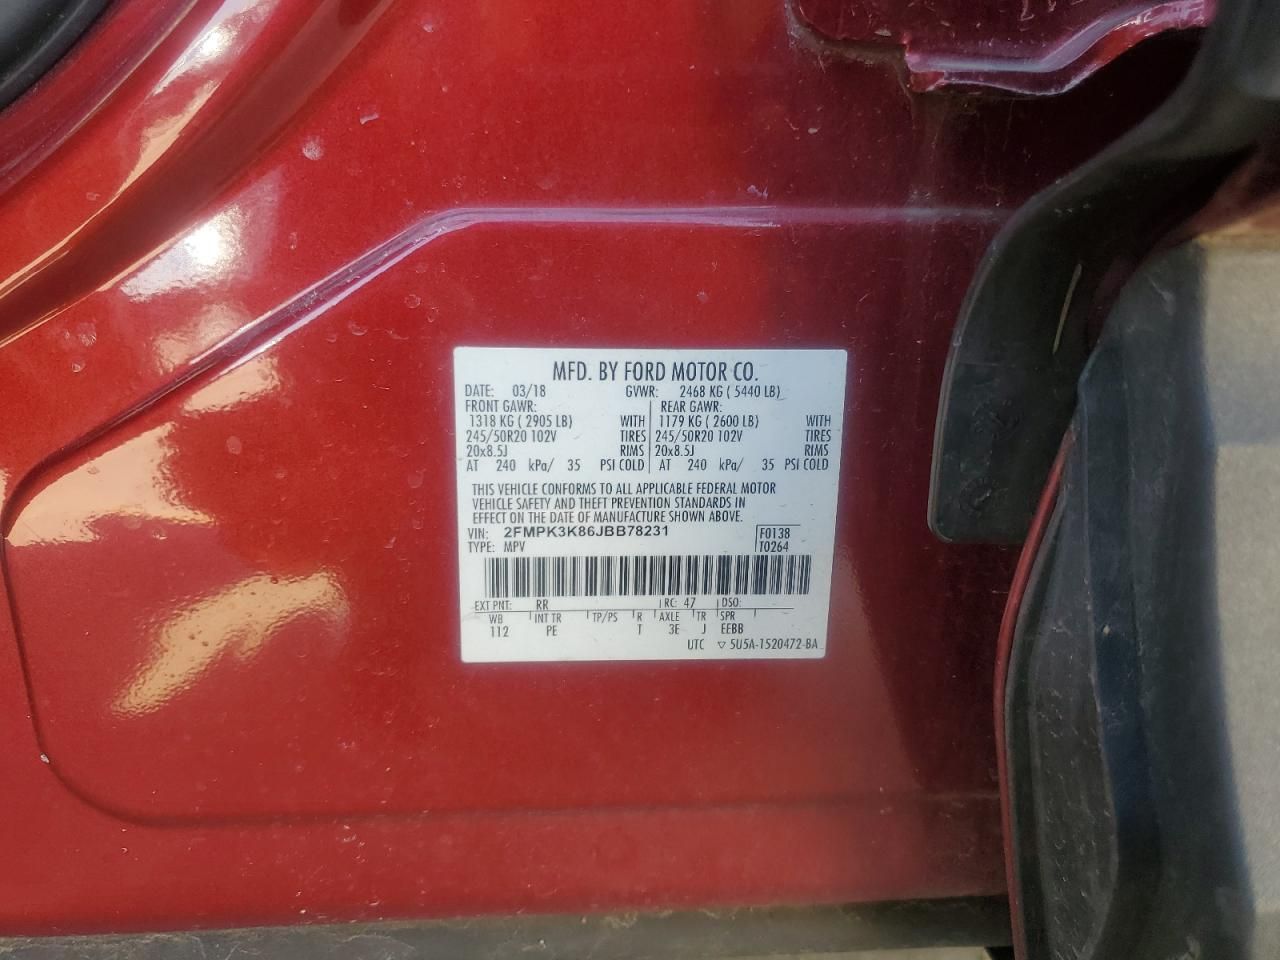 MFD. BY FORD MOTOR CO.
DATE: 03/18 GVWR: 2468 KG ( 5440 LB)
FRONT GAWR: REAR GAWR:
1318 KG ( 2905 LB) WITH 1179 KG ( 2600 LB) WITH
245/50R20 102V TIRES 245/50R20 102V TIRES
20x8.5J RIMS 20x8.5J RIMS
AT 240 kPa/ 35 PSI COLD AT 240 kPa/ 35 PSI COLD
THIS VEHICLE CONFORMS TO ALL APPLICABLE FEDERAL MOTOR
VEHICLE SAFETY AND THEFT PREVENTION STANDARDS IN
EFFECT ON THE DATE OF MANUFACTURE SHOWN ABOVE.
VIN: 2FMPK3K86JBB78231 F0138
TYPE: MPV T0264
EXT PNT: RR RC: 47 DSO:
WB INT TR TP/PS R AXLE TR SPR
112 PE T 3E J EEBB
UTC ▽ 5U5A-1520472-BA